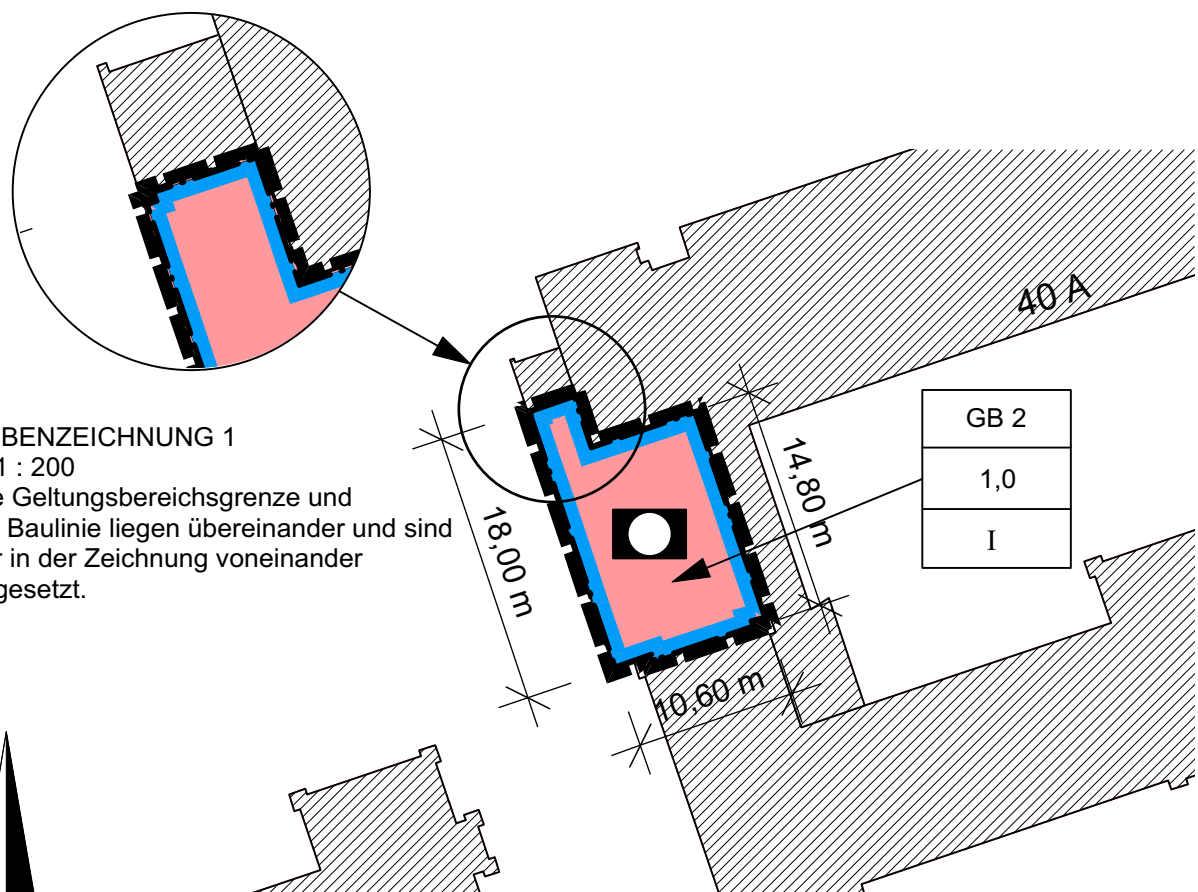 BENZEICHNUNG 1
1 : 200
e Geltungsbereichsgrenze und
Baulinie liegen übereinander und sind
r in der Zeichnung voneinander
gesetzt.
40 A
18,00 m
14,80 m
10,60 m
GB 2
1,0
I